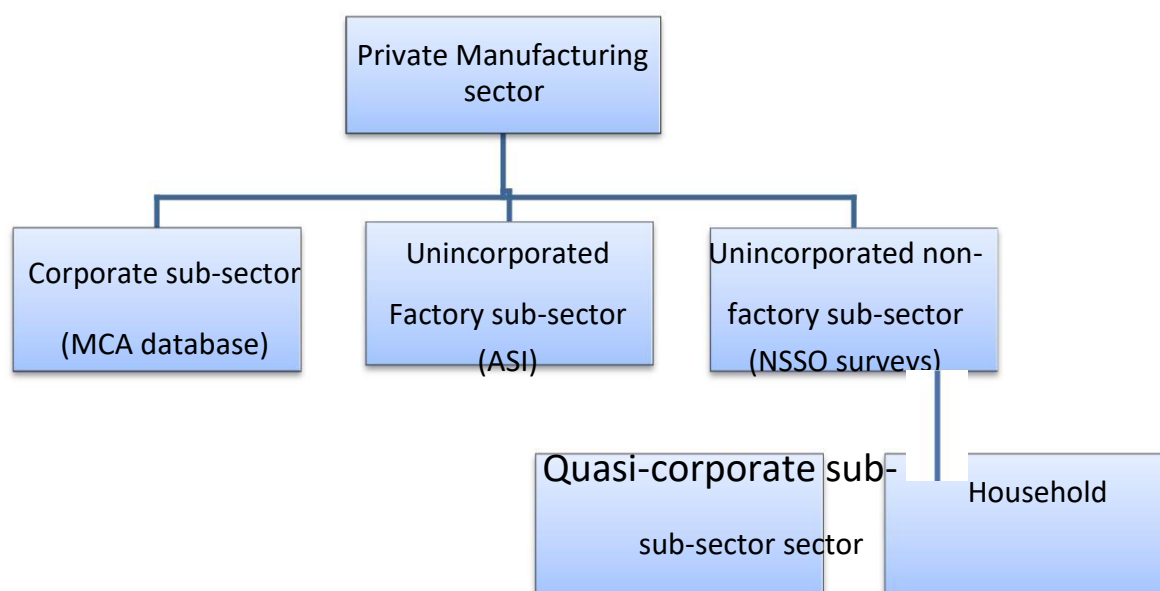 Private Manufacturing
sector
Corporate sub-sector
(MCA database)
Unincorporated
Factory sub-sector
(ASI)
Unincorporated non-
factory sub-sector
(NSSO surveys)
Quasi-corporate sub-
sub-sector sector
Household